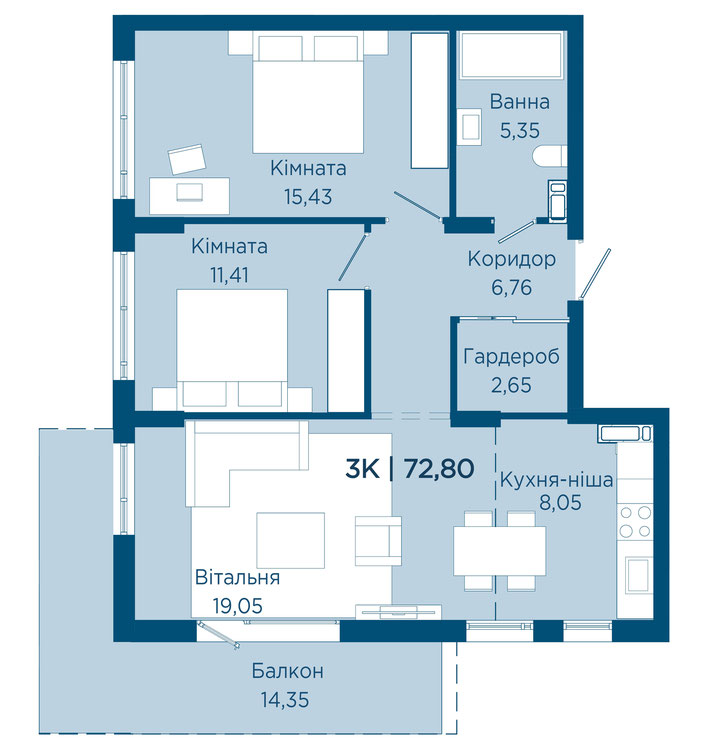 Ванна
5,35
Кімната
15,43
Кімната
11,41
Коридор
6,76
Гардероб
2,65
3К | 72,80
Кухня-ніша
8,05
Вітальня
19,05
Балкон
14,35